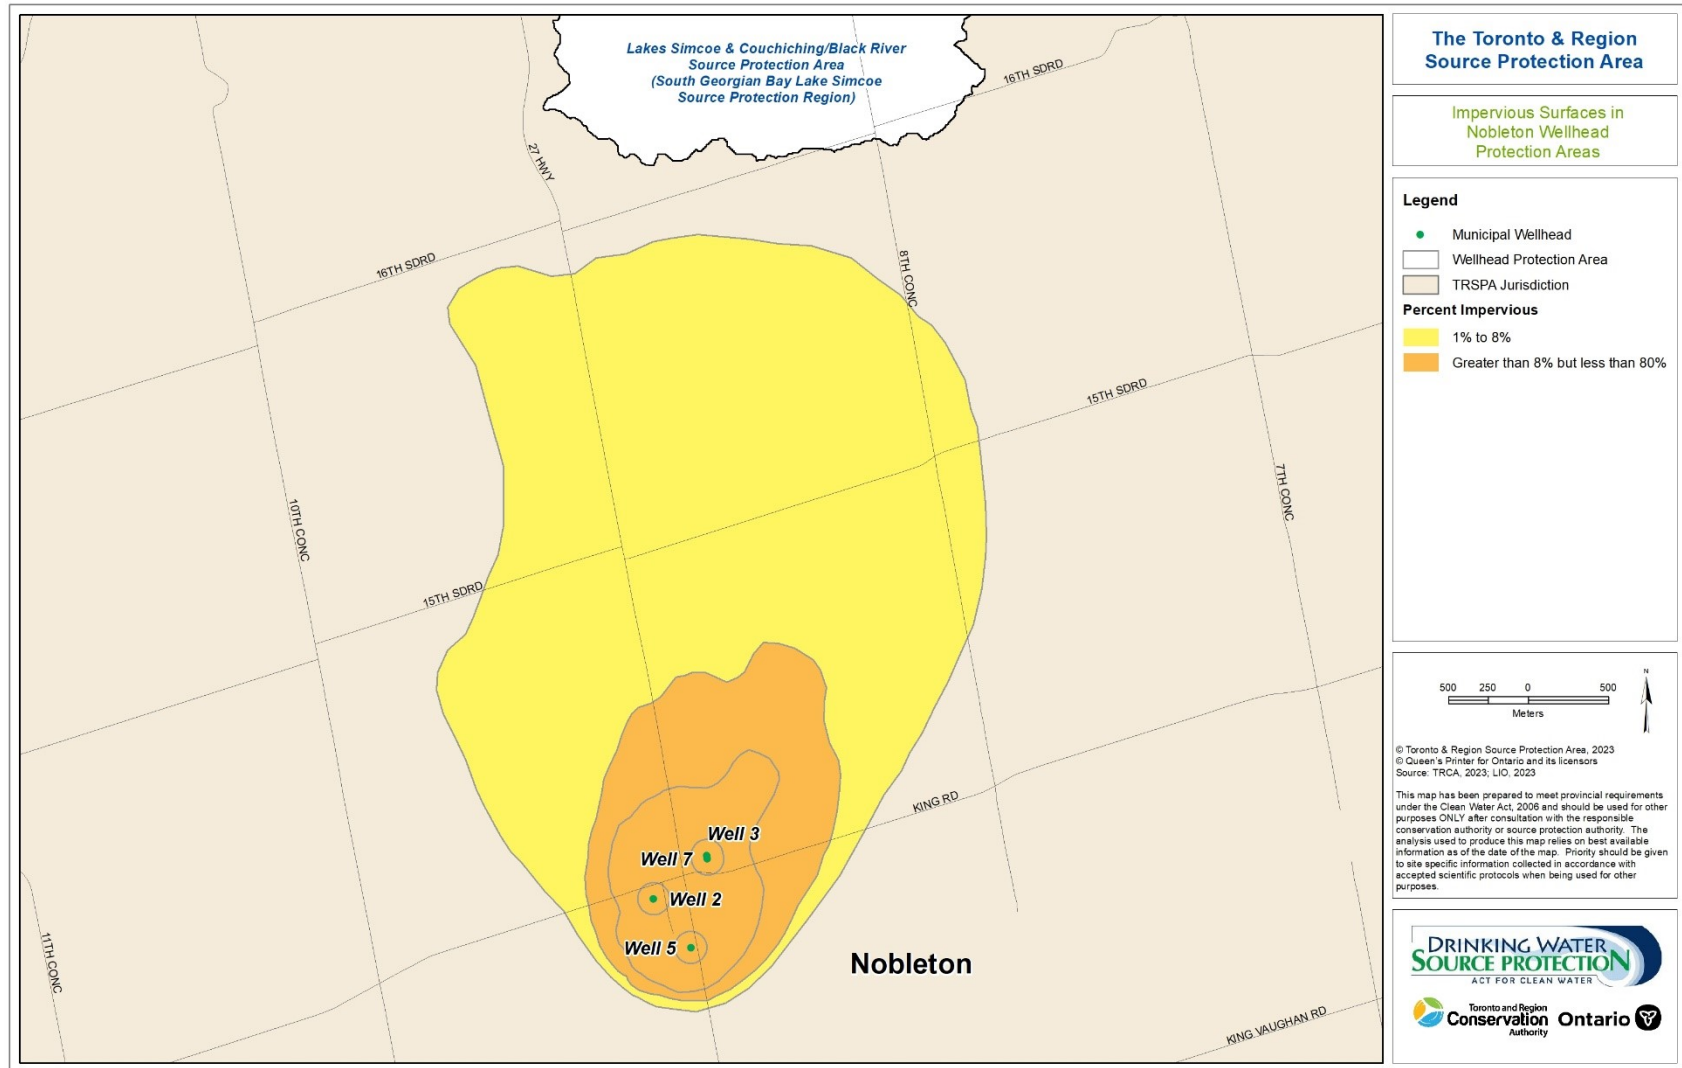 Lakes Simcoe & Couchiching/Black River
Source Protection Area
(South Georgian Bay Lake Simcoe
Source Protection Region)
16TH SDRD
27 HWY
16TH SDRD
8TH CONC
15TH SDRD
10TH CONC
7TH CONC
15TH SDRD
KING RD
Well 3
Well 7
Well 2
Well 5
Nobleton
11TH CONC
KING VAUGHAN RD
The Toronto & Region
Source Protection Area
Impervious Surfaces in
Nobleton Wellhead
Protection Areas
Legend
Municipal Wellhead
Wellhead Protection Area
TRSPA Jurisdiction
Percent Impervious
1% to 8%
Greater than 8% but less than 80%
N
500 250 0 500
Meters
© Toronto & Region Source Protection Area, 2023
© Queen's Printer for Ontario and its licensors
Source: TRCA, 2023; LIO, 2023
This map has been prepared to meet provincial requirements
under the Clean Water Act, 2006 and should be used for other
purposes ONLY after consultation with the responsible
conservation authority or source protection authority. The
analysis used to produce this map relies on best available
information as of the date of the map. Priority should be given
to site specific information collected in accordance with
accepted scientific protocols when being used for other
purposes.
DRINKING WATER
SOURCE PROTECTION
ACT FOR CLEAN WATER
Toronto and Region
Conservation
Authority
Ontario